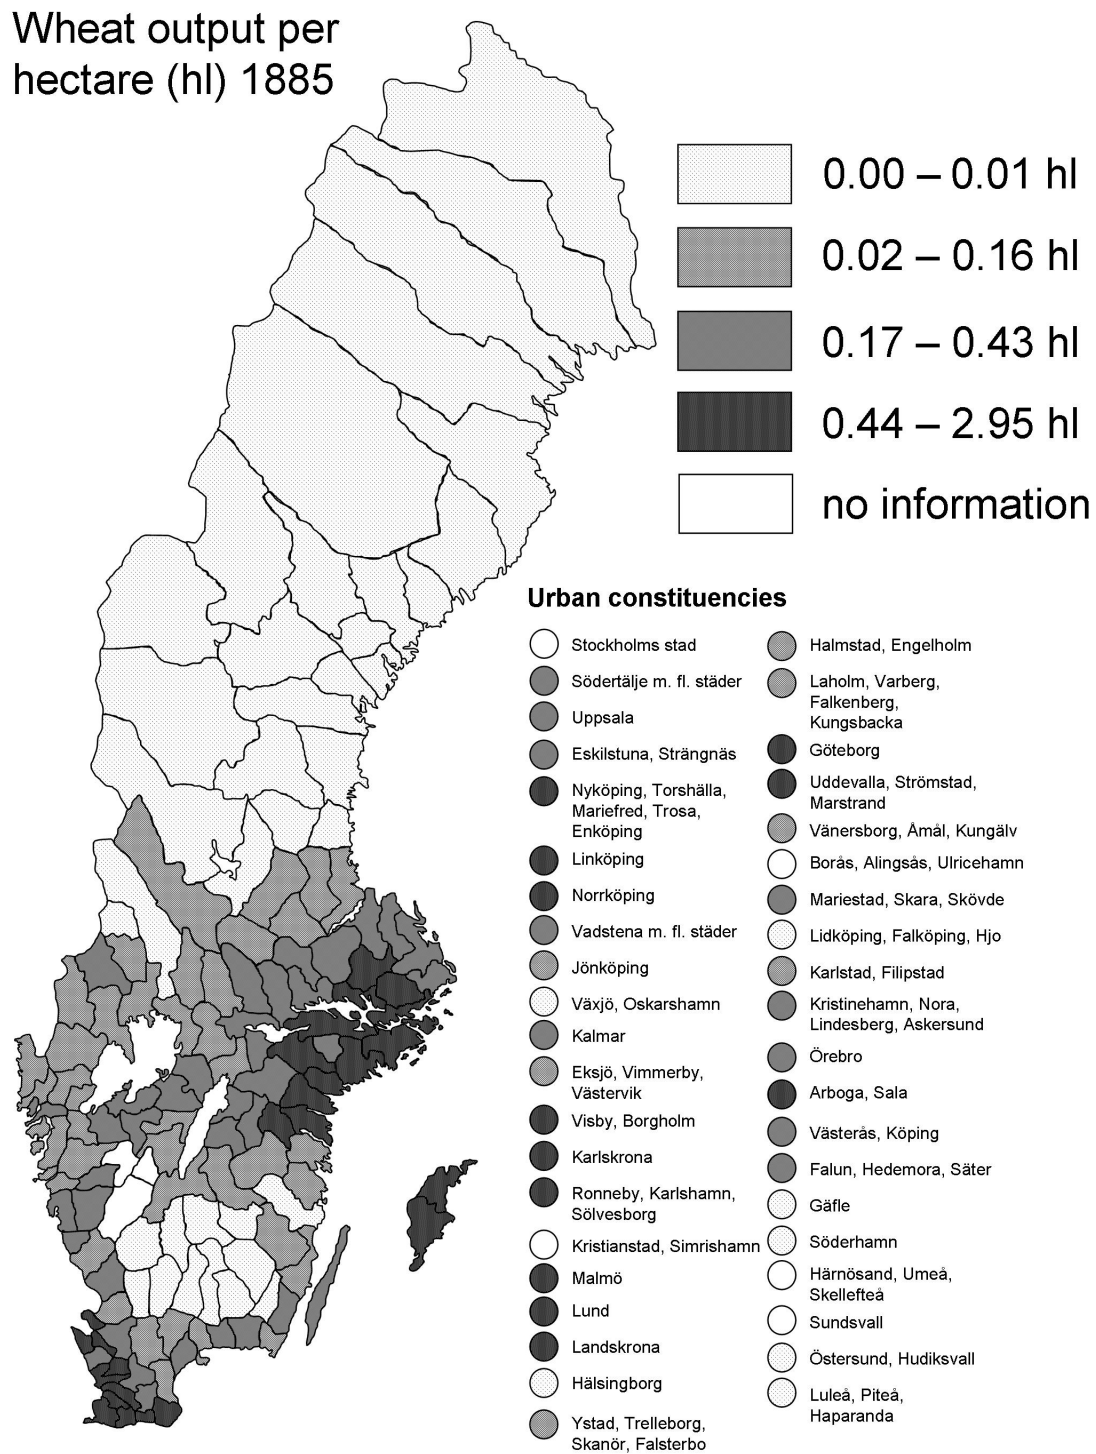 Wheat output per
hectare (hl) 1885
0.00 – 0.01 hl
0.02 – 0.16 hl
0.17 – 0.43 hl
0.44 – 2.95 hl
no information
Urban constituencies
Stockholms stad
Södertälje m. fl. städer
Uppsala
Eskilstuna, Strängnäs
Nyköping, Torshälla,
Mariefred, Trosa,
Enköping
Linköping
Norrköping
Vadstena m. fl. städer
Jönköping
Växjö, Oskarshamn
Kalmar
Eksjö, Vimmerby,
Västervik
Visby, Borgholm
Karlskrona
Ronneby, Karlshamn,
Sölvesborg
Kristianstad, Simrishamn
Malmö
Lund
Landskrona
Hälsingborg
Ystad, Trelleborg,
Skanör, Falsterbo
Halmstad, Engelholm
Laholm, Varberg,
Falkenberg,
Kungsbacka
Göteborg
Uddevalla, Strömstad,
Marstrand
Vänersborg, Åmål, Kungälv
Borås, Alingsås, Ulricehamn
Mariestad, Skara, Skövde
Lidköping, Falköping, Hjo
Karlstad, Filipstad
Kristinehamn, Nora,
Lindesberg, Askersund
Örebro
Arboga, Sala
Västerås, Köping
Falun, Hedemora, Säter
Gäfle
Söderhamn
Härnösand, Umeå,
Skellefteå
Sundsvall
Östersund, Hudiksvall
Luleå, Piteå,
Haparanda